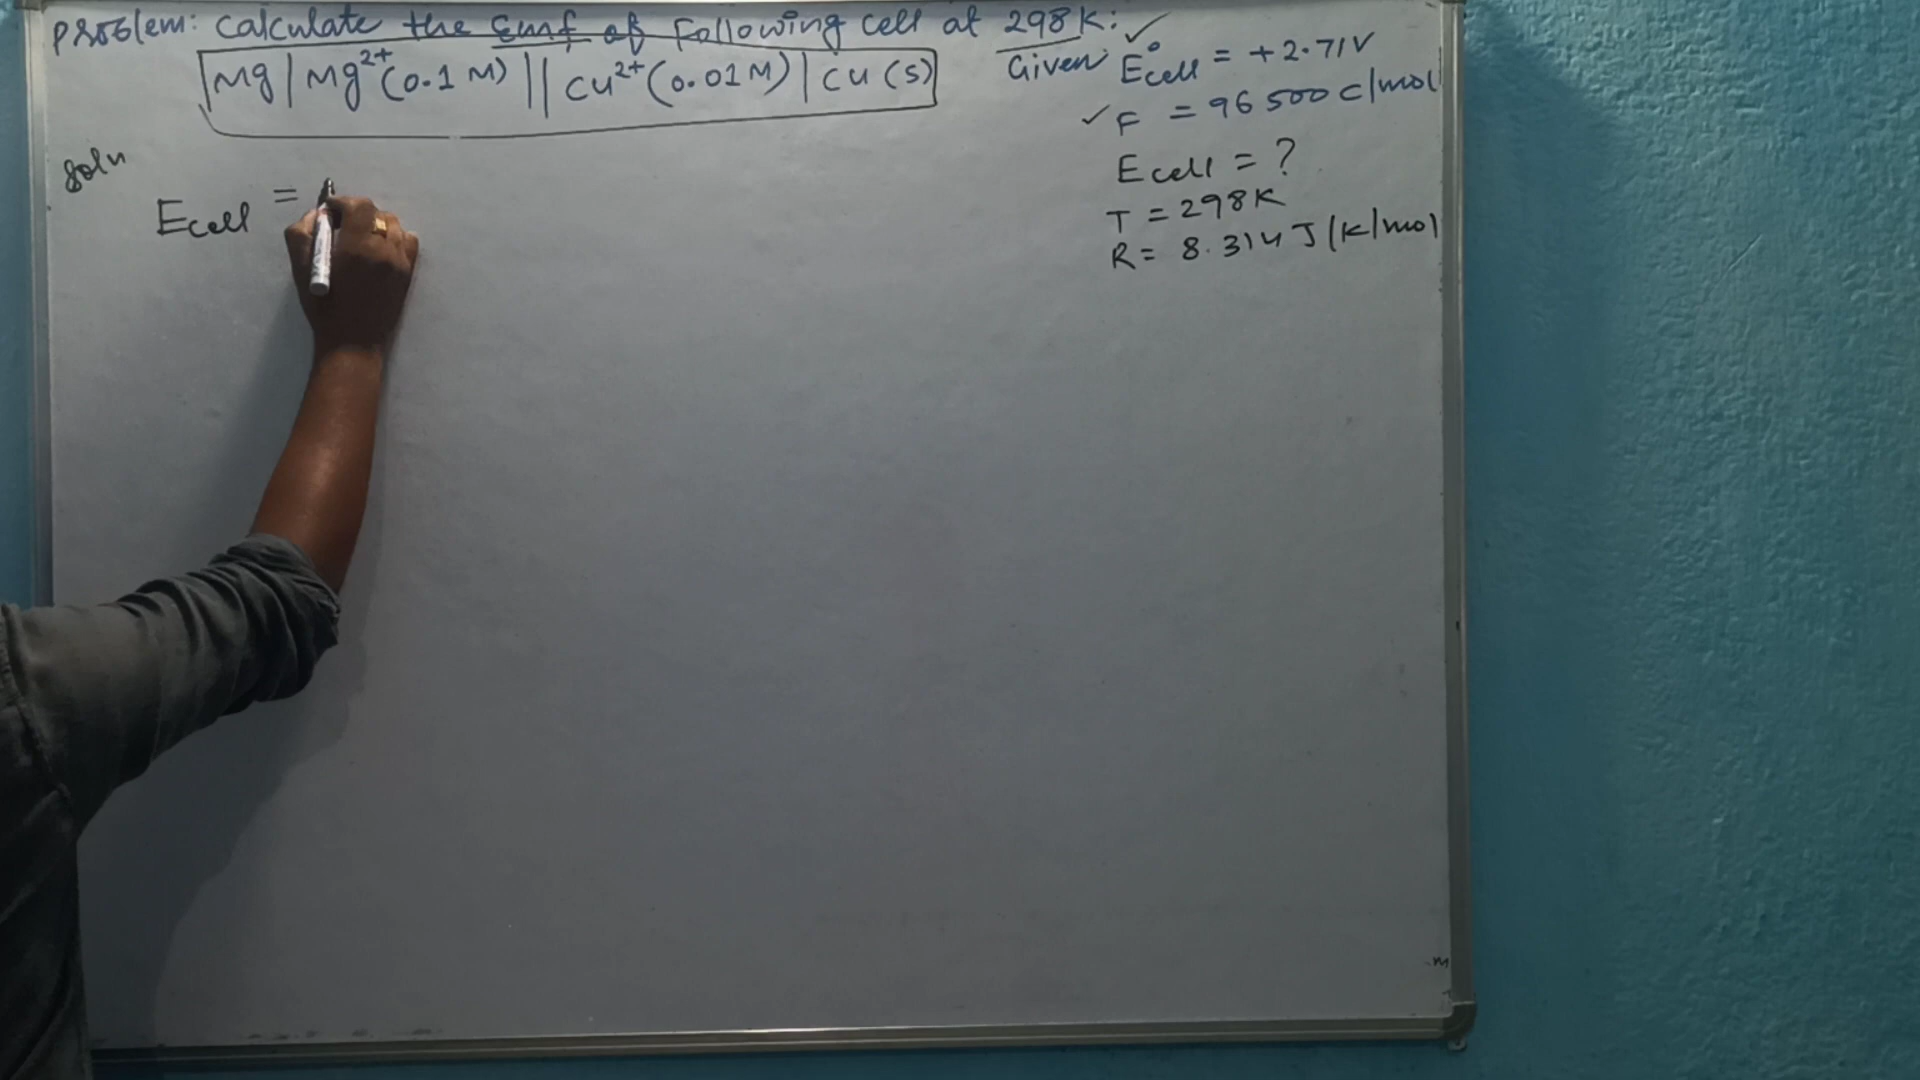 Problem: Calculate the Emf of Following cell at 298K:
Mg | Mg²⁺(0.1 M) || Cu²⁺(0.01M) | Cu(s)
Given E°cell = +2.71V
F = 96500 C/mol
Ecell = ?
T = 298K
R = 8.314 J/K/mol
Soln
Ecell =